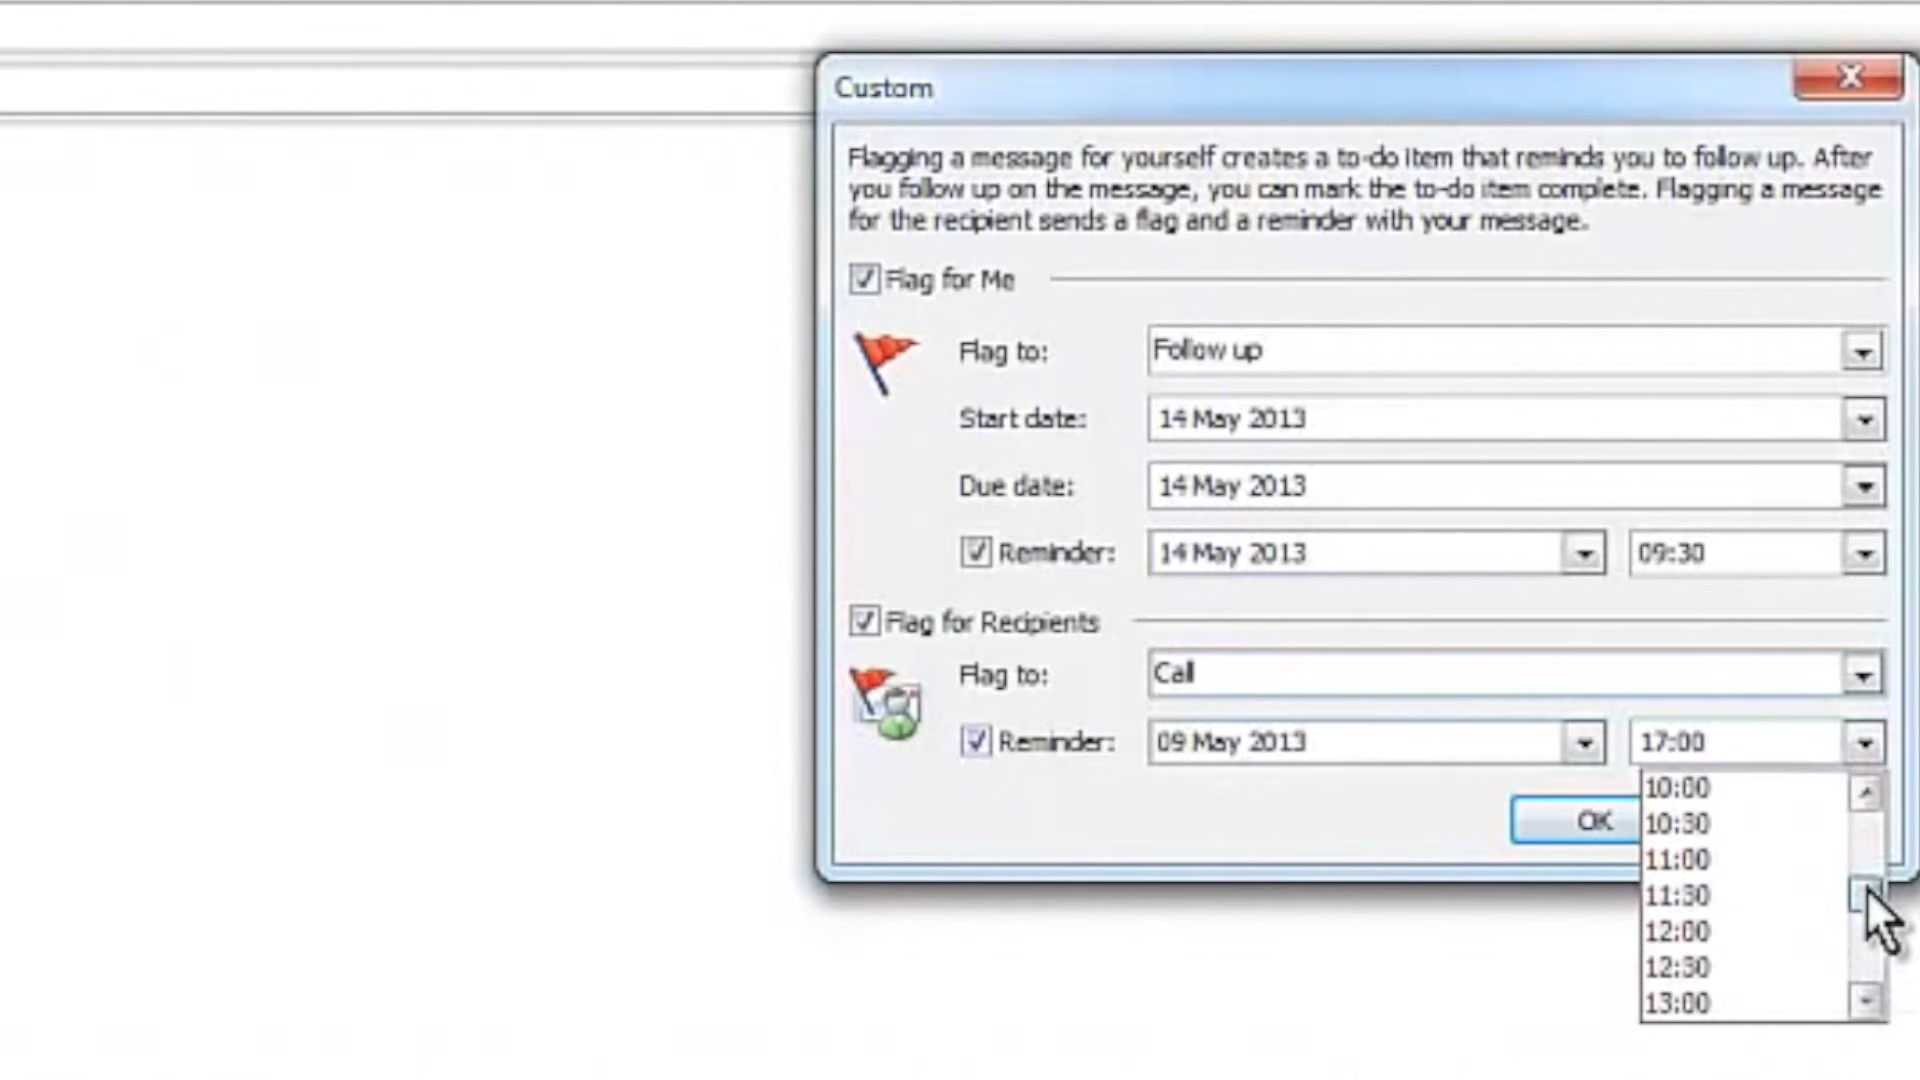 Custom
Flagging a message for yourself creates a to-do item that reminds you to follow up. After
you follow up on the message, you can mark the to-do item complete. Flagging a message
for the recipient sends a flag and a reminder with your message.
Flag for Me
Flag to: Follow up
Start date: 14 May 2013
Due date: 14 May 2013
Reminder: 14 May 2013 09:30
Flag for Recipients
Flag to: Call
Reminder: 09 May 2013 17:00
10:00
OK 10:30
11:00
11:30
12:00
12:30
13:00